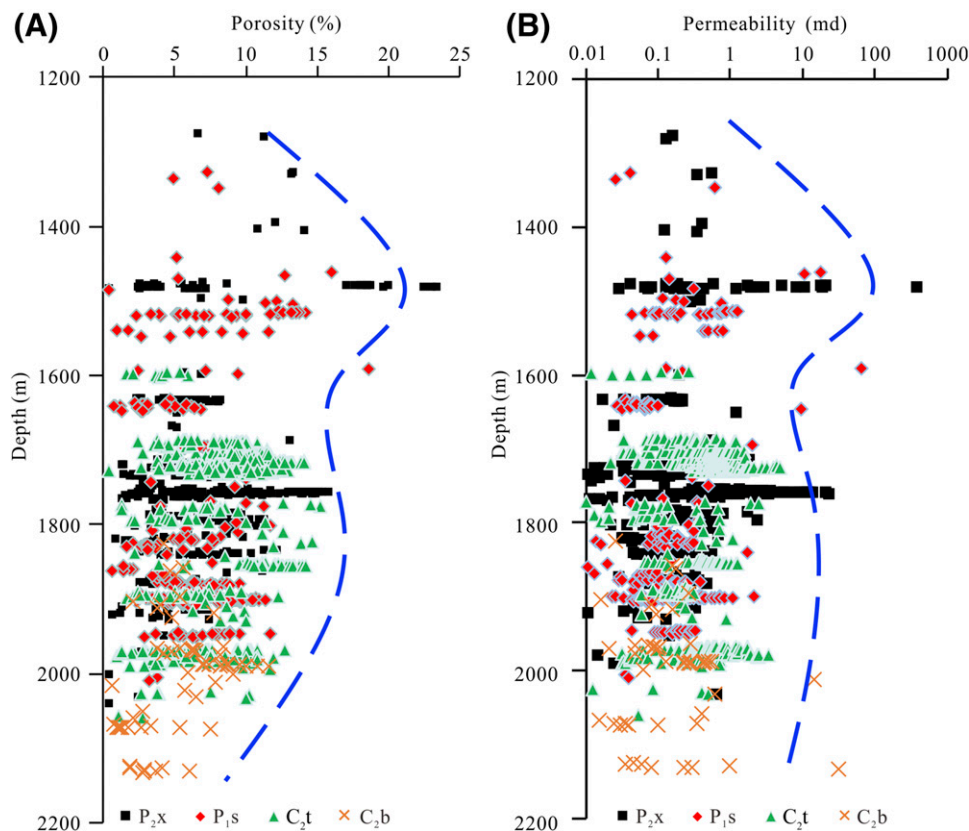 (A)
Porosity (%)
0 5 10 15 20 25
Depth (m)
1200
1400
1600
1800
2000
2200
P₂x P₁s C₂t C₂b
(B)
Permeability (md)
0.01 0.1 1 10 100 1000
Depth (m)
1200
1400
1600
1800
2000
2200
P₂x P₁s C₂t C₂b